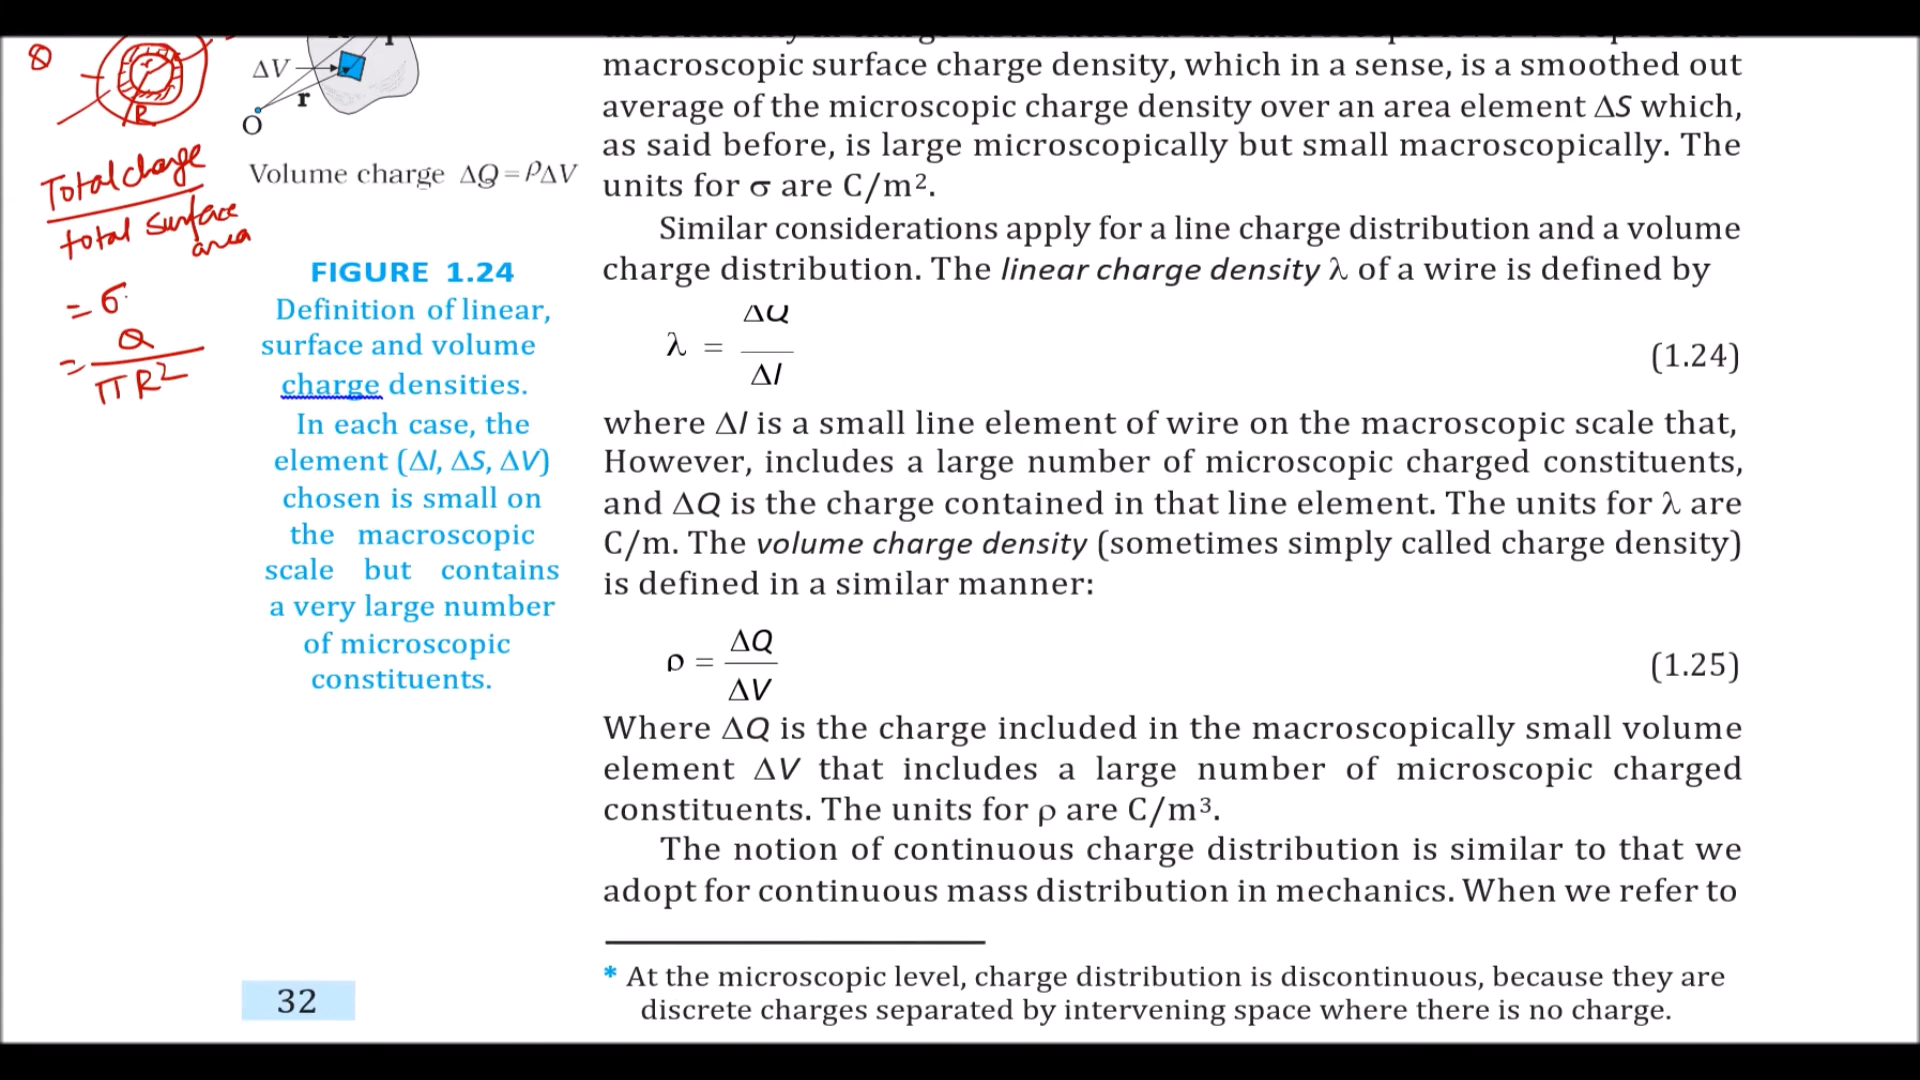 Q
R
r
ΔV
r
O
Volume charge ΔQ = ρΔV
Total charge
total surface area
= σ
= Q
πR²
FIGURE 1.24
Definition of linear,
surface and volume
charge densities.
In each case, the
element (Δl, ΔS, ΔV)
chosen is small on
the macroscopic
scale but contains
a very large number
of microscopic
constituents.
32
macroscopic surface charge density, which in a sense, is a smoothed out
average of the microscopic charge density over an area element ΔS which,
as said before, is large microscopically but small macroscopically. The
units for σ are C/m².
Similar considerations apply for a line charge distribution and a volume
charge distribution. The linear charge density λ of a wire is defined by
λ = ΔQ
Δl
(1.24)
where Δl is a small line element of wire on the macroscopic scale that,
However, includes a large number of microscopic charged constituents,
and ΔQ is the charge contained in that line element. The units for λ are
C/m. The volume charge density (sometimes simply called charge density)
is defined in a similar manner:
ρ = ΔQ
ΔV
(1.25)
Where ΔQ is the charge included in the macroscopically small volume
element ΔV that includes a large number of microscopic charged
constituents. The units for ρ are C/m³.
The notion of continuous charge distribution is similar to that we
adopt for continuous mass distribution in mechanics. When we refer to
* At the microscopic level, charge distribution is discontinuous, because they are
discrete charges separated by intervening space where there is no charge.